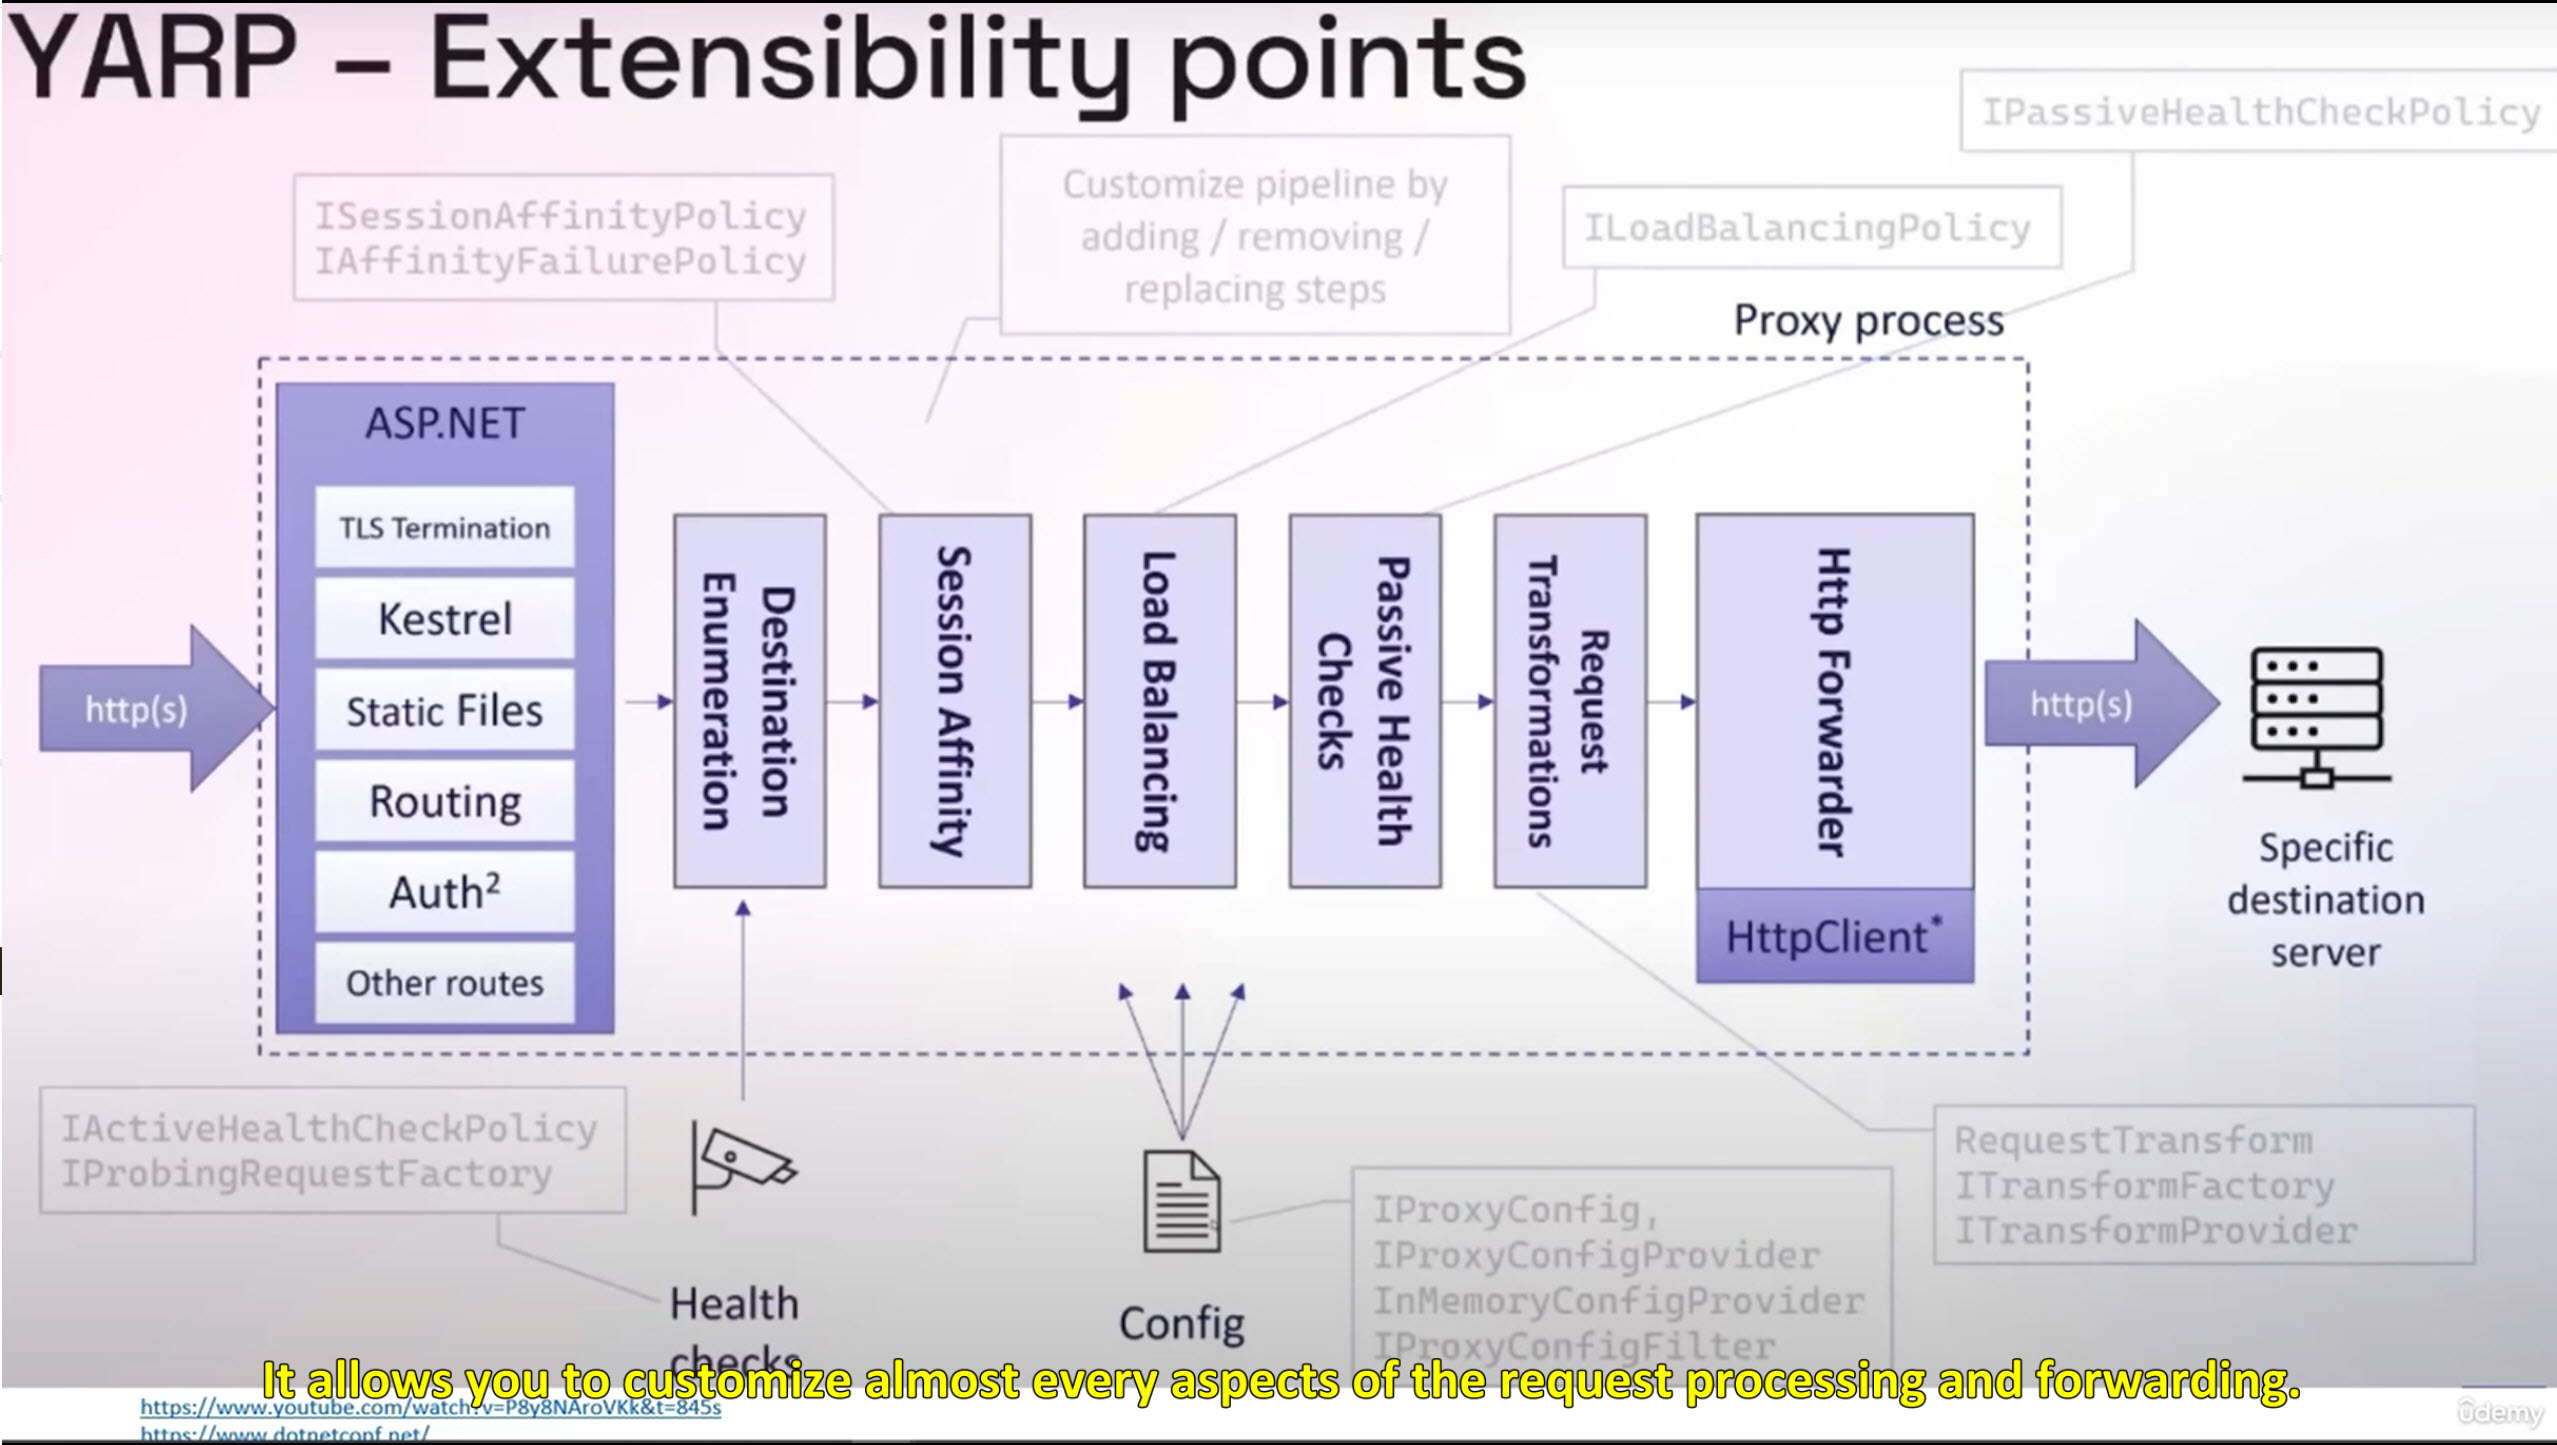 YARP – Extensibility points
IPassiveHealthCheckPolicy
Customize pipeline by
adding / removing /
replacing steps
ISessionAffinityPolicy
IAffinityFailurePolicy
ILoadBalancingPolicy
Proxy process
ASP.NET
TLS Termination
Kestrel
Static Files
Routing
Auth²
Other routes
http(s)
Destination
Enumeration
Session Affinity
Load Balancing
Passive Health
Checks
Request
Transformations
Http Forwarder
HttpClient*
http(s)
Specific
destination
server
IActiveHealthCheckPolicy
IProbingRequestFactory
Health
checks
Config
IProxyConfig,
IProxyConfigProvider
InMemoryConfigProvider
IProxyConfigFilter
RequestTransform
ITransformFactory
ITransformProvider
It allows you to customize almost every aspects of the request processing and forwarding.
https://www.youtube.com/watch?v=P8y8NAroVKk&t=845s
https://www.dotnetconf.net/
ûdemy